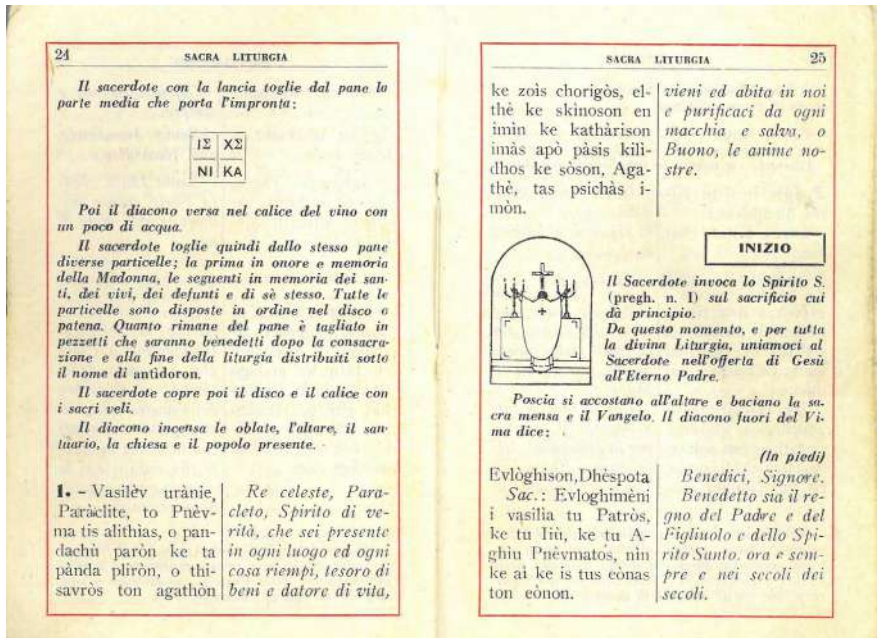 24
SACRA LITURGIA
Il sacerdote con la lancia toglie dal pane la
parte media che porta l'impronta:
ΙΣ ΧΣ
ΝΙ ΚΑ
Poi il diacono versa nel calice del vino con
un poco di acqua.
Il sacerdote toglie quindi dallo stesso pane
diverse particelle; la prima in onore e memoria
della Madonna, le seguenti in memoria dei san-
ti, dei vivi, dei defunti e di sè stesso. Tutte le
particelle sono disposte in ordine nel disco o
patena. Quanto rimane del pane è tagliato in
pezzetti che saranno benedetti dopo la consacra-
zione e alla fine della liturgia distribuiti sotto
il nome di antidoron.
Il sacerdote copre poi il disco e il calice con
i sacri veli.
Il diacono incensa le oblate, l'altare, il san-
tuario, la chiesa e il popolo presente.
1. - Vasilèv urànie,
Paràclite, to Pnèv-
ma tis alithìas, o pan-
dachù paròn ke ta
pànda pliròn, o thi-
savròs ton agathòn
Re celeste, Para-
cleto, Spirito di ve-
rità, che sei presente
in ogni luogo ed ogni
cosa riempi, tesoro di
beni e datore di vita,
SACRA LITURGIA
25
ke zoìs chorigòs, el-
thè ke skìnoson en
imìn ke kathàrison
imàs apò pàsis kilì-
dhos ke sòson, Aga-
thè, tas psichàs i-
mòn.
vieni ed abita in noi
e purificaci da ogni
macchia e salva, o
Buono, le anime no-
stre.
INIZIO
Il Sacerdote invoca lo Spirito S.
(pregh. n. I) sul sacrificio cui
dà principio.
Da questo momento, e per tutta
la divina Liturgia, uniamoci al
Sacerdote nell'offerta di Gesù
all'Eterno Padre.
Poscia si accostano all'altare e baciano la sa-
cra mensa e il Vangelo. Il diacono fuori del Vi-
ma dice:
(In piedi)
Evlòghison, Dhèspota
Sac.: Evloghimèni
i vasilìa tu Patròs,
ke tu Iiù, ke tu A-
ghìu Pnèvmatos, nìn
ke aì ke is tus eònas
ton eònon.
Benedici, Signore.
Benedetto sia il re-
gno del Padre e del
Figliuolo e dello Spi-
rito Santo. ora e sem-
pre e nei secoli dei
secoli.